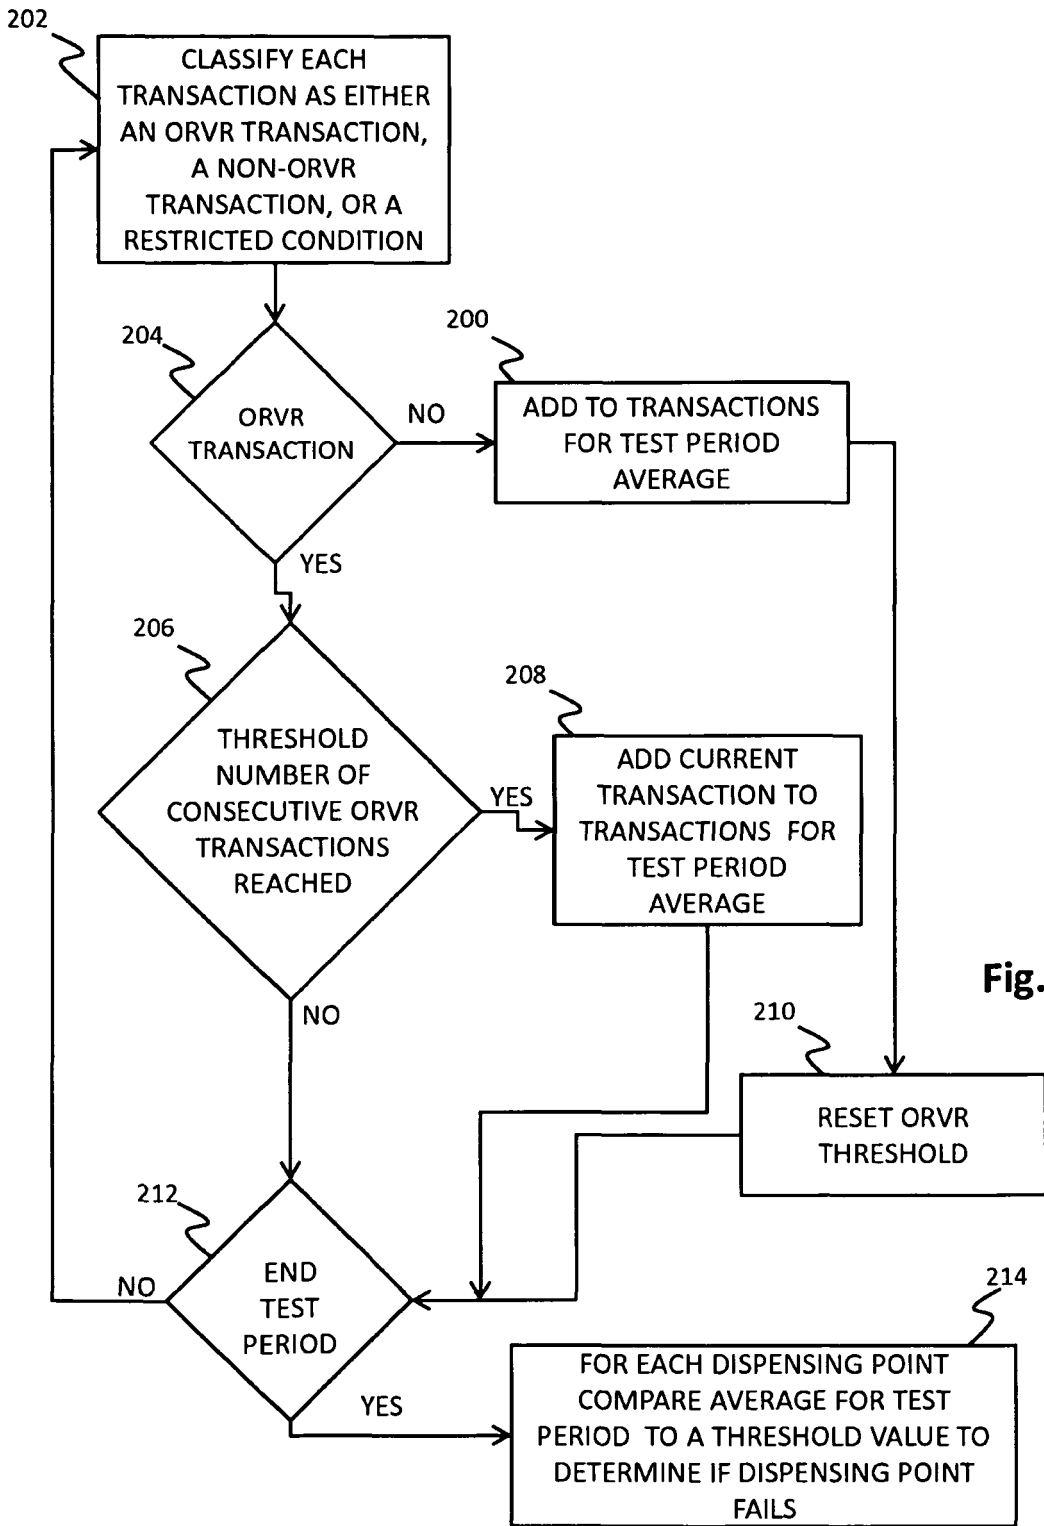 202
CLASSIFY EACH
TRANSACTION AS EITHER
AN ORVR TRANSACTION,
A NON-ORVR
TRANSACTION, OR A
RESTRICTED CONDITION
204
ORVR
TRANSACTION
NO
200
ADD TO TRANSACTIONS
FOR TEST PERIOD
AVERAGE
YES
206
THRESHOLD
NUMBER OF
CONSECUTIVE ORVR
TRANSACTIONS
REACHED
YES
208
ADD CURRENT
TRANSACTION TO
TRANSACTIONS FOR
TEST PERIOD
AVERAGE
NO
Fig.
210
RESET ORVR
THRESHOLD
212
END
TEST
PERIOD
NO
YES
214
FOR EACH DISPENSING POINT
COMPARE AVERAGE FOR TEST
PERIOD TO A THRESHOLD VALUE TO
DETERMINE IF DISPENSING POINT
FAILS